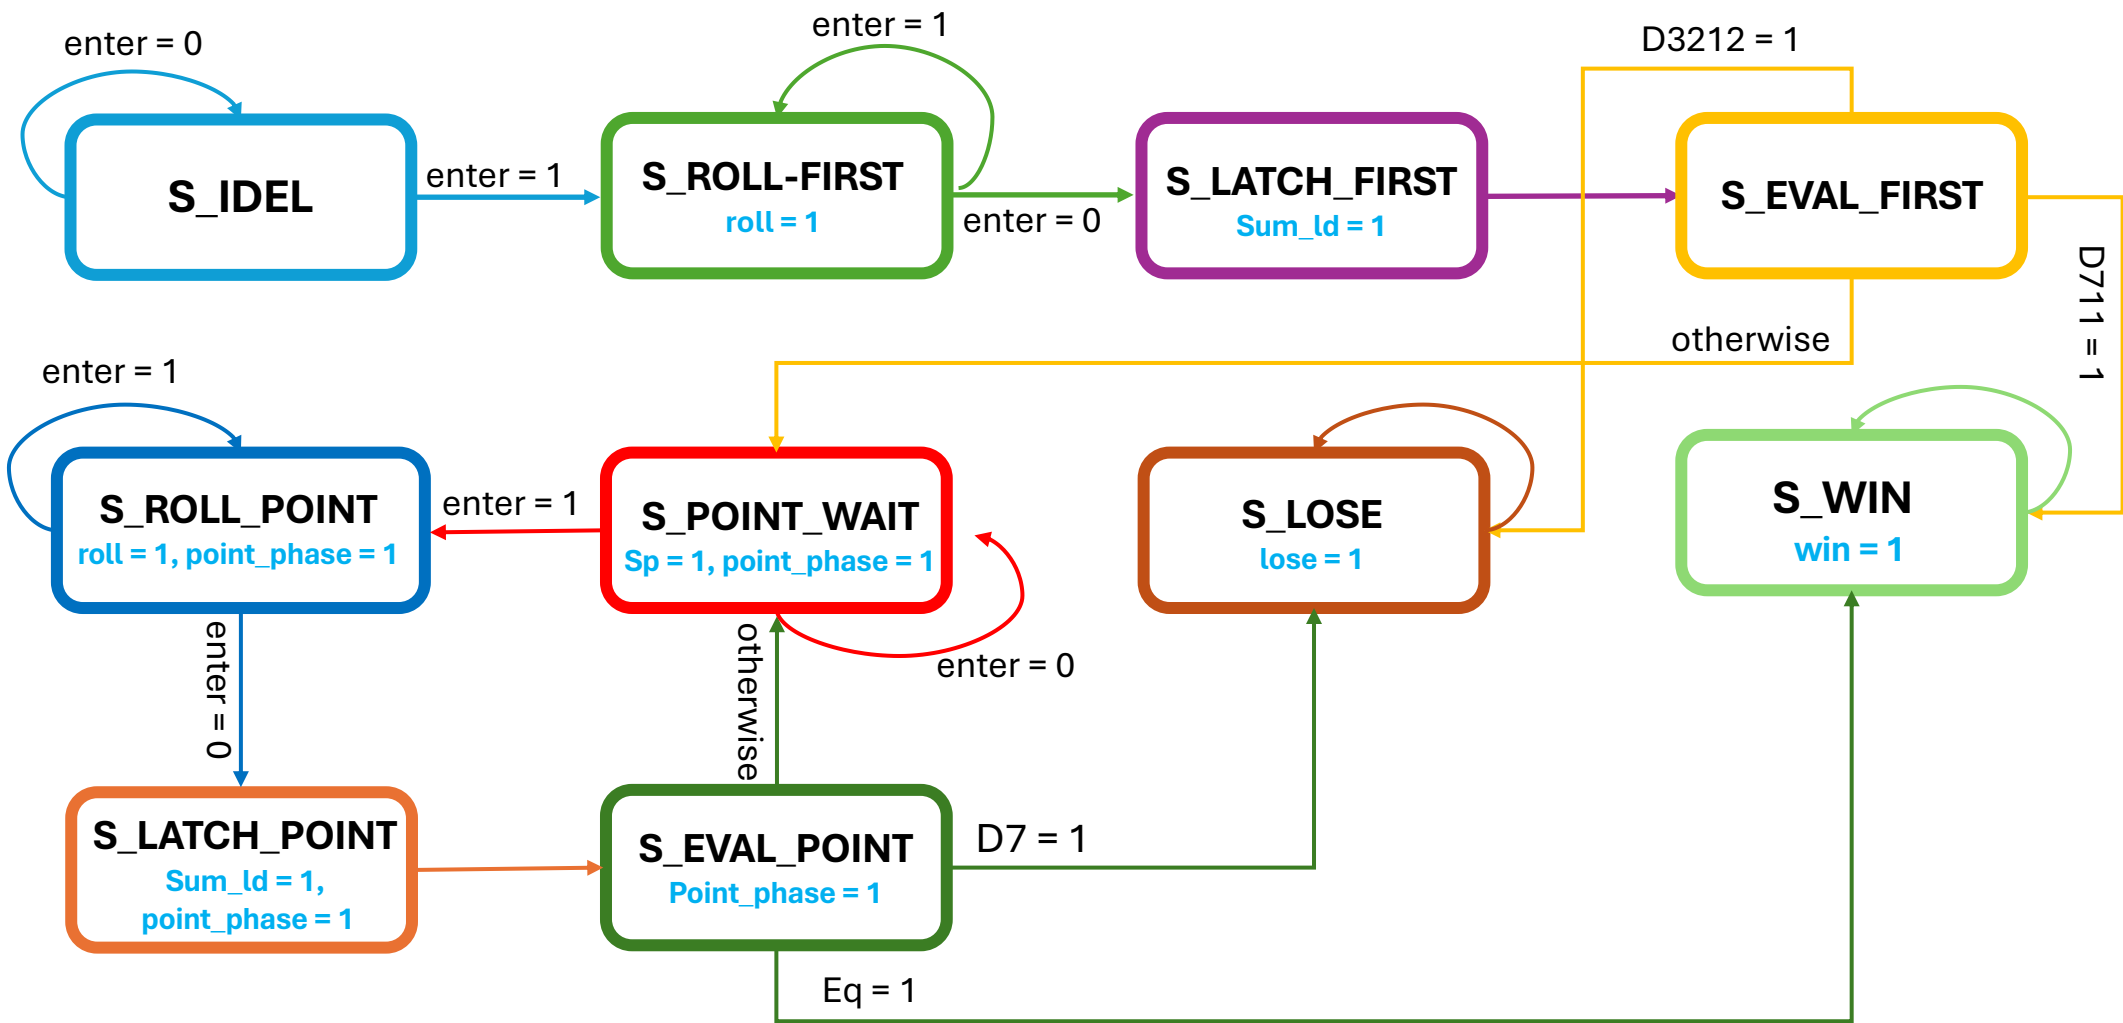 enter = 0
enter = 1
D3212 = 1
S_IDEL
enter = 1
S_ROLL-FIRST
roll = 1
enter = 0
S_LATCH_FIRST
Sum_ld = 1
S_EVAL_FIRST
D711 = 1
otherwise
enter = 1
S_ROLL_POINT
roll = 1, point_phase = 1
enter = 1
S_POINT_WAIT
Sp = 1, point_phase = 1
S_LOSE
lose = 1
S_WIN
win = 1
enter = 0
otherwise
enter = 0
S_LATCH_POINT
Sum_ld = 1,
point_phase = 1
S_EVAL_POINT
Point_phase = 1
D7 = 1
Eq = 1